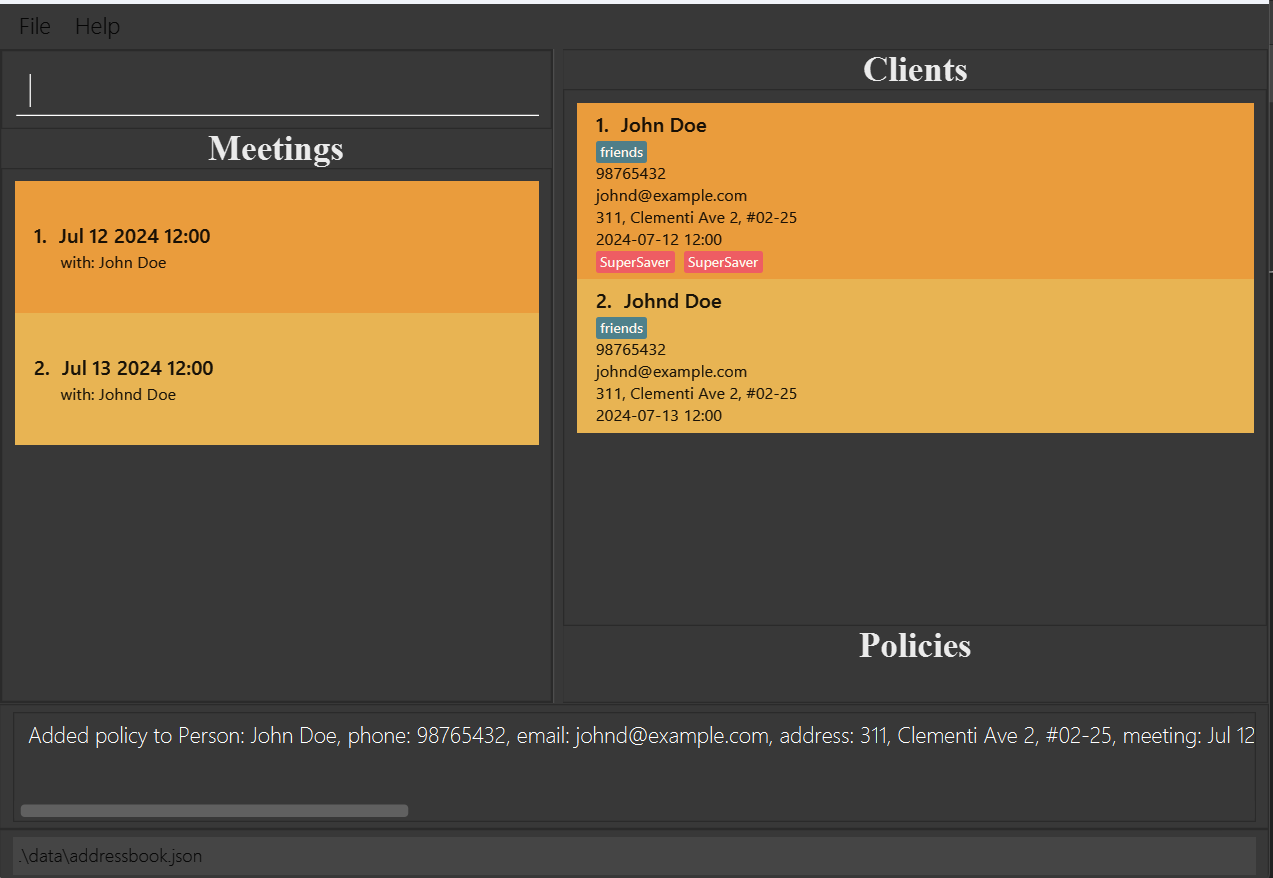 File Help
Meetings
1. Jul 12 2024 12:00
with: John Doe
2. Jul 13 2024 12:00
with: Johnd Doe
Clients
1. John Doe
friends
98765432
johnd@example.com
311, Clementi Ave 2, #02-25
2024-07-12 12:00
SuperSaver SuperSaver
2. Johnd Doe
friends
98765432
johnd@example.com
311, Clementi Ave 2, #02-25
2024-07-13 12:00
Policies
Added policy to Person: John Doe, phone: 98765432, email: johnd@example.com, address: 311, Clementi Ave 2, #02-25, meeting: Jul 12
.\data\addressbook.json